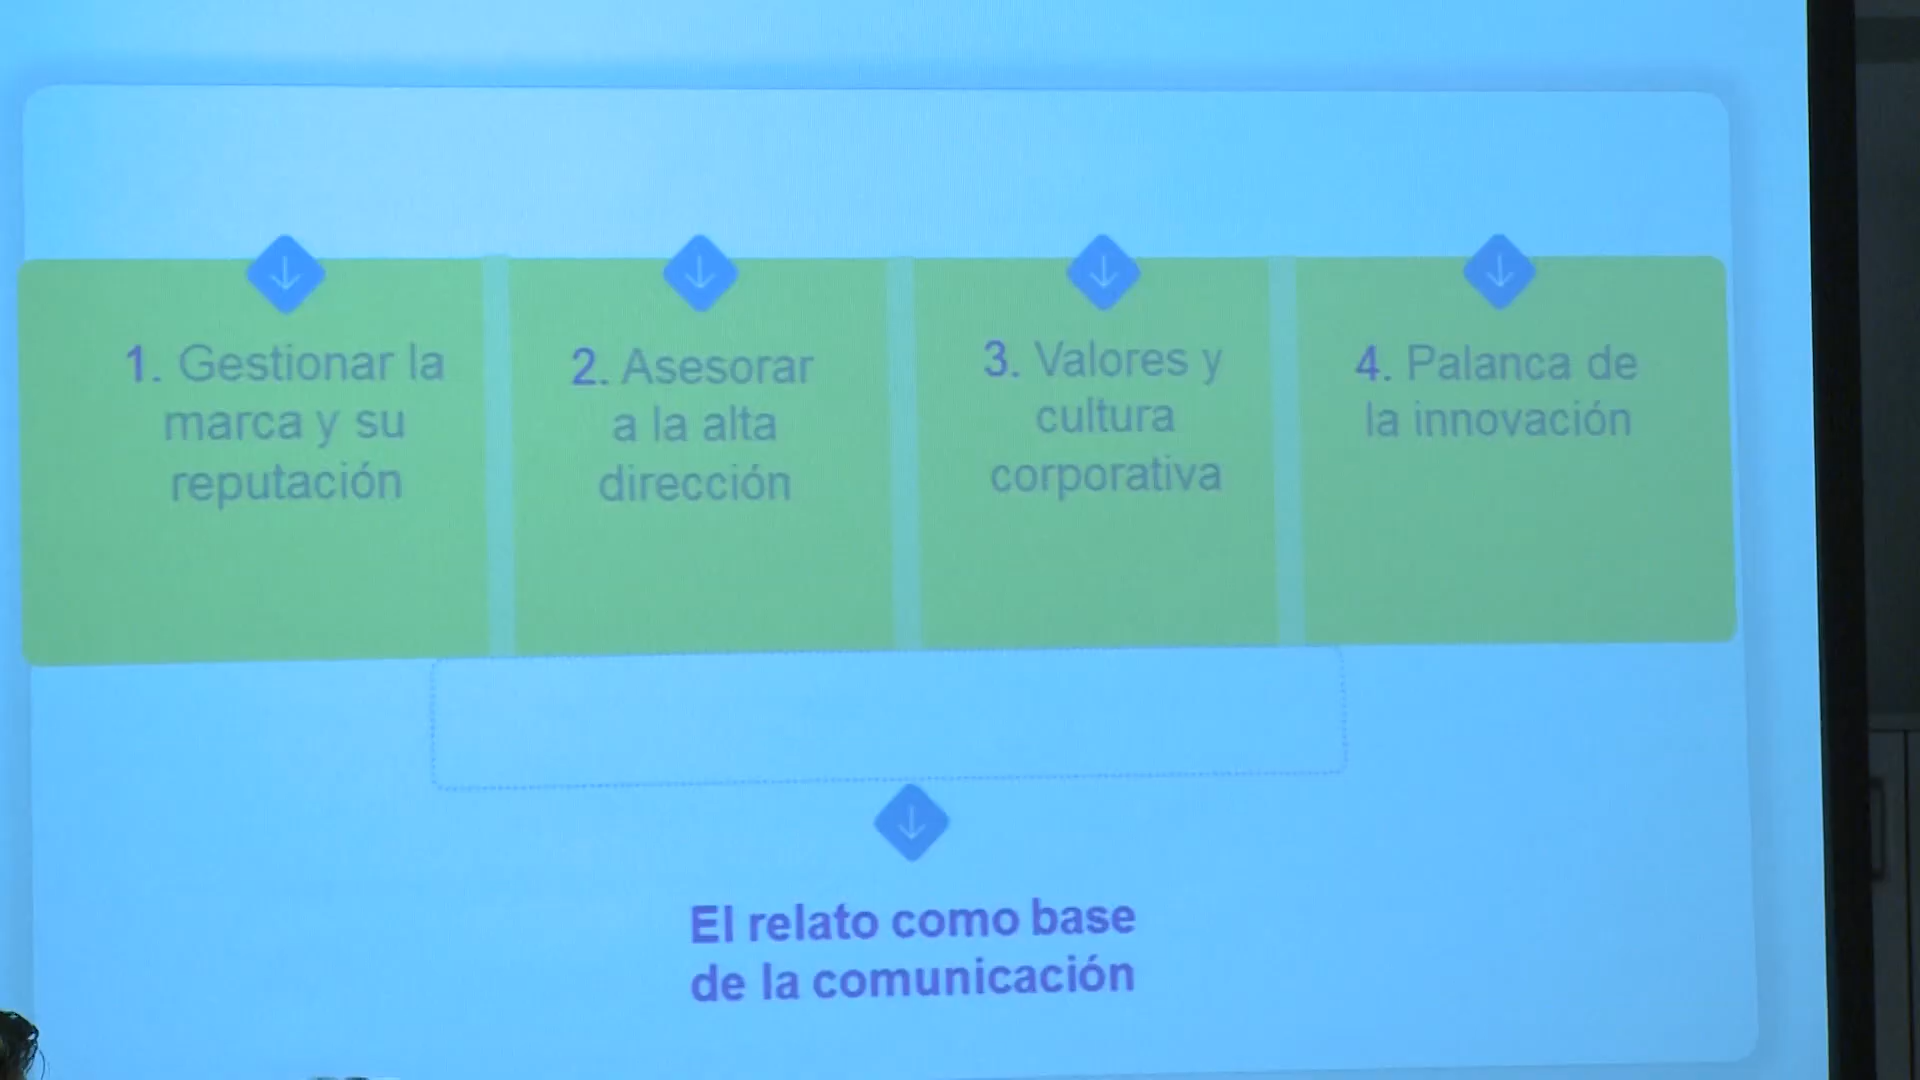 1. Gestionar la
marca y su
reputación
2. Asesorar
a la alta
dirección
3. Valores y
cultura
corporativa
4. Palanca de
la innovación
El relato como base
de la comunicación